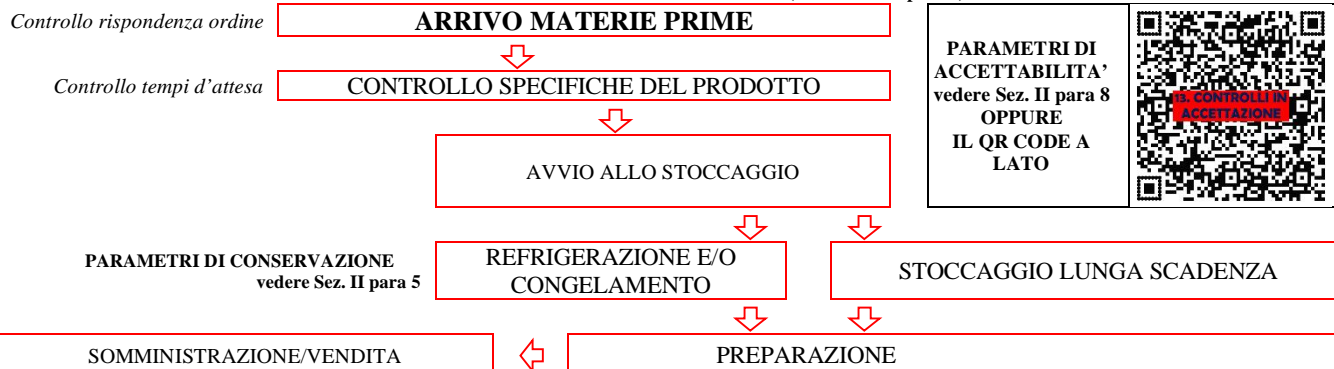 Controllo rispondenza ordine
ARRIVO MATERIE PRIME
Controllo tempi d'attesa
CONTROLLO SPECIFICHE DEL PRODOTTO
PARAMETRI DI
ACCETTABILITA'
vedere Sez. II para 8
OPPURE
IL QR CODE A
LATO
13. CONTROLLI IN
ACCETTAZIONE
AVVIO ALLO STOCCAGGIO
PARAMETRI DI CONSERVAZIONE
vedere Sez. II para 5
REFRIGERAZIONE E/O
CONGELAMENTO
STOCCAGGIO LUNGA SCADENZA
SOMMINISTRAZIONE/VENDITA
PREPARAZIONE